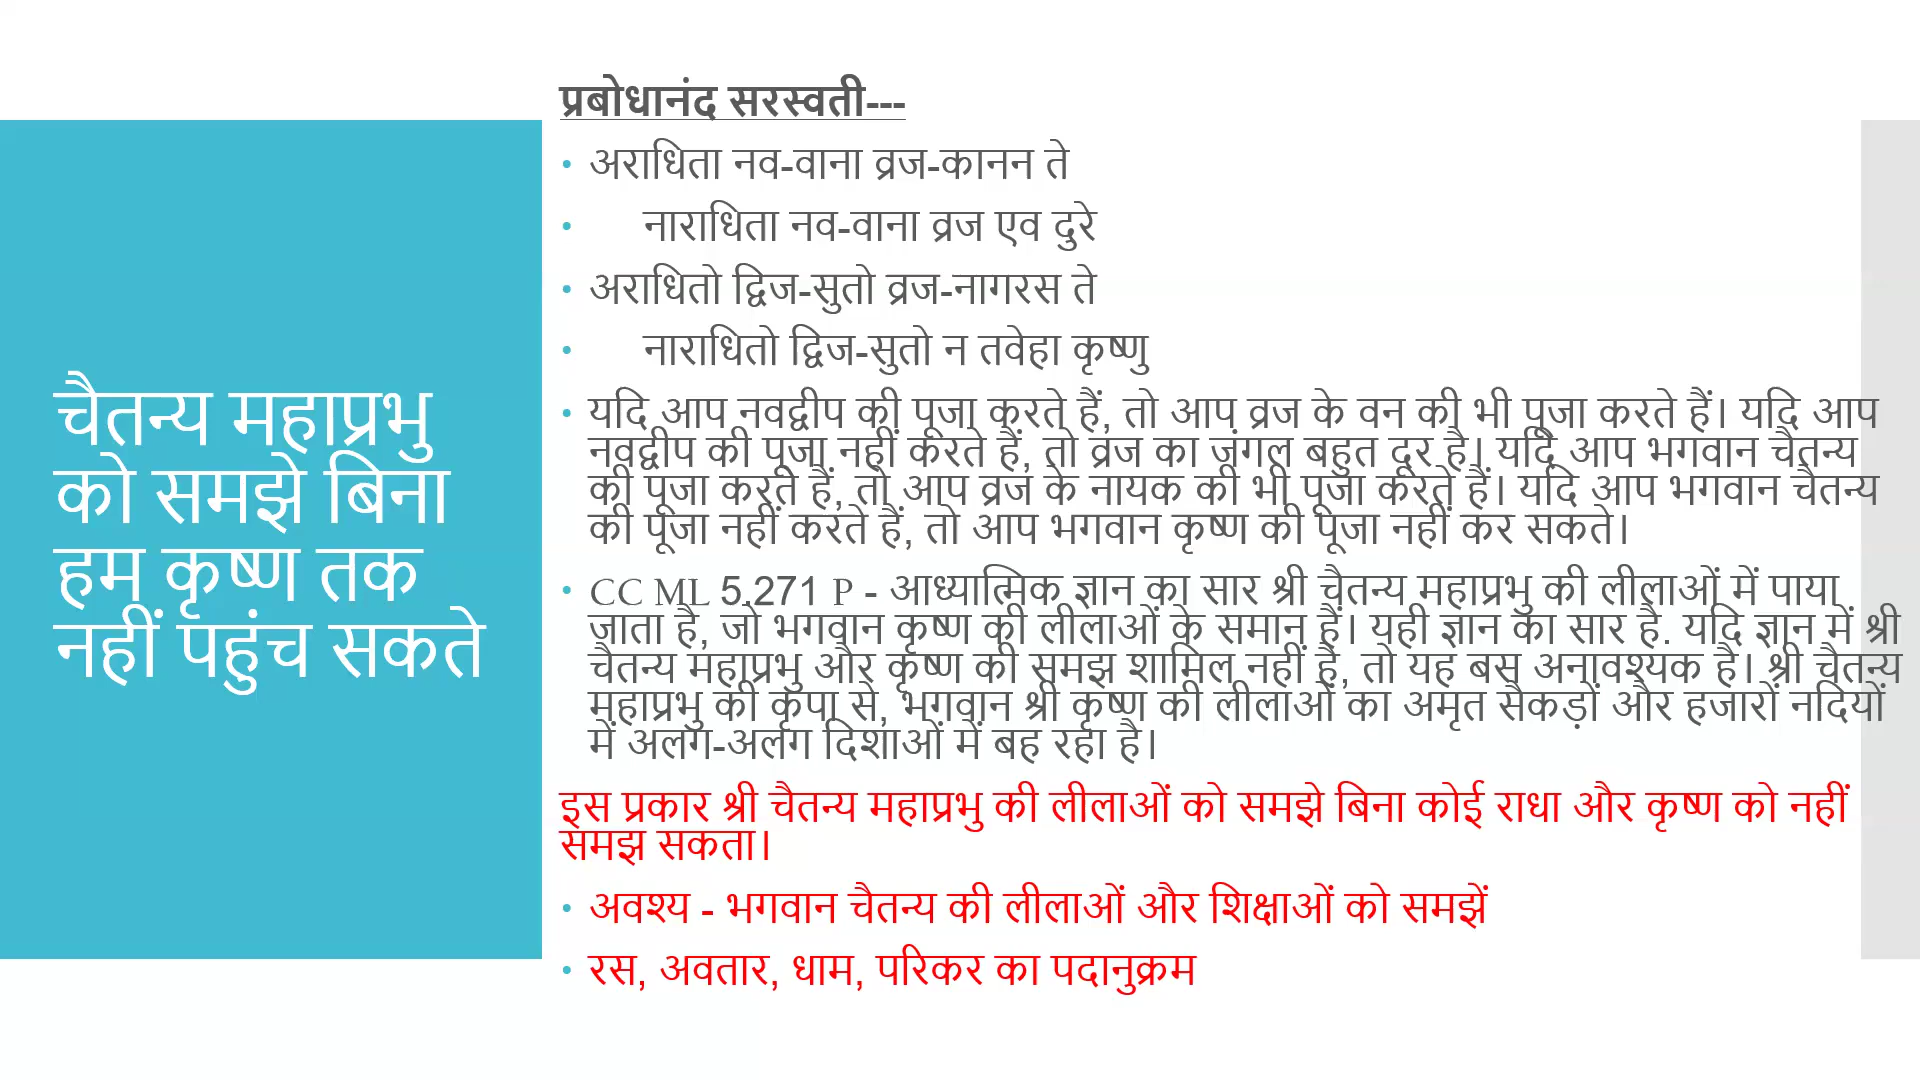 चैतन्य महाप्रभु
को समझे बिना
हम कृष्ण तक
नहीं पहुंच सकते
प्रबोधानंद सरस्वती---
• अराधिता नव-वाना व्रज-कानन ते
• नाराधिता नव-वाना व्रज एव दुरे
• अराधितो द्विज-सुतो व्रज-नागरस ते
• नाराधितो द्विज-सुतो न तवेहा कृष्णु
• यदि आप नवद्वीप की पूजा करते हैं, तो आप व्रज के वन की भी पूजा करते हैं। यदि आप
नवद्वीप की पूजा नहीं करते हैं, तो व्रज का जंगल बहुत दूर है। यदि आप भगवान चैतन्य
की पूजा करते हैं, तो आप व्रज के नायक की भी पूजा करते हैं। यदि आप भगवान चैतन्य
की पूजा नहीं करते हैं, तो आप भगवान कृष्ण की पूजा नहीं कर सकते।
• CC ML 5.271 P - आध्यात्मिक ज्ञान का सार श्री चैतन्य महाप्रभु की लीलाओं में पाया
जाता है, जो भगवान कृष्ण की लीलाओं के समान हैं। यही ज्ञान का सार है. यदि ज्ञान में श्री
चैतन्य महाप्रभु और कृष्ण की समझ शामिल नहीं है, तो यह बस अनावश्यक है। श्री चैतन्य
महाप्रभु की कृपा से, भगवान श्री कृष्ण की लीलाओं का अमृत सैकड़ों और हजारों नदियों
में अलग-अलग दिशाओं में बह रहा है।
इस प्रकार श्री चैतन्य महाप्रभु की लीलाओं को समझे बिना कोई राधा और कृष्ण को नहीं
समझ सकता।
• अवश्य - भगवान चैतन्य की लीलाओं और शिक्षाओं को समझें
• रस, अवतार, धाम, परिकर का पदानुक्रम